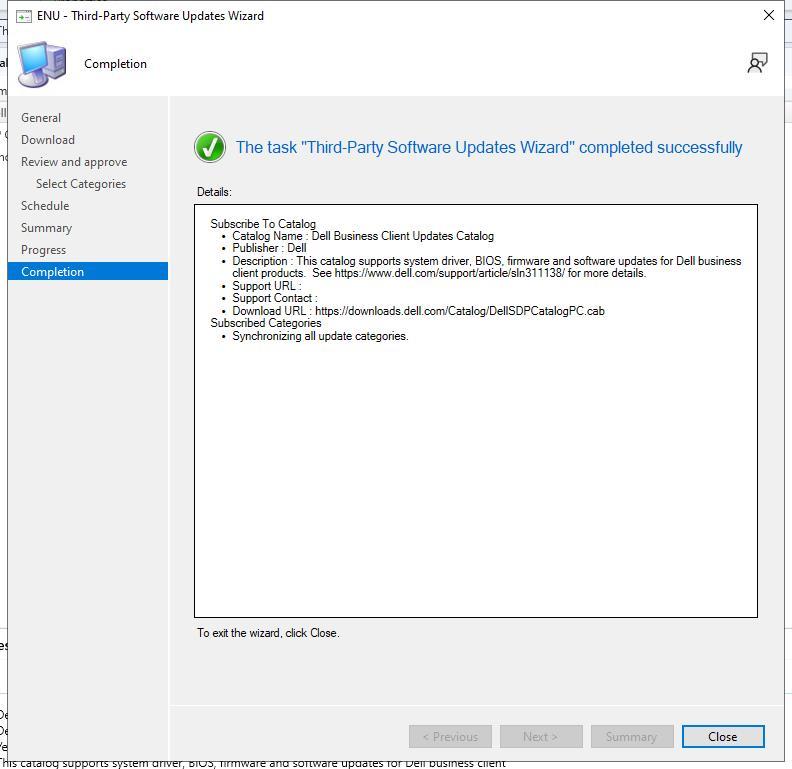 ENU - Third-Party Software Updates Wizard
Completion
General
Download
Review and approve
Select Categories
Schedule
Summary
Progress
Completion
The task "Third-Party Software Updates Wizard" completed successfully
Details:
Subscribe To Catalog
• Catalog Name : Dell Business Client Updates Catalog
• Publisher : Dell
• Description : This catalog supports system driver, BIOS, firmware and software updates for Dell business
client products. See https://www.dell.com/support/article/sln311138/ for more details.
• Support URL :
• Support Contact :
• Download URL : https://downloads.dell.com/Catalog/DellSDPCatalogPC.cab
Subscribed Categories
• Synchronizing all update categories.
To exit the wizard, click Close.
< Previous
Next >
Summary
Close
This catalog supports system driver, BIOS, firmware and software updates for Dell business client